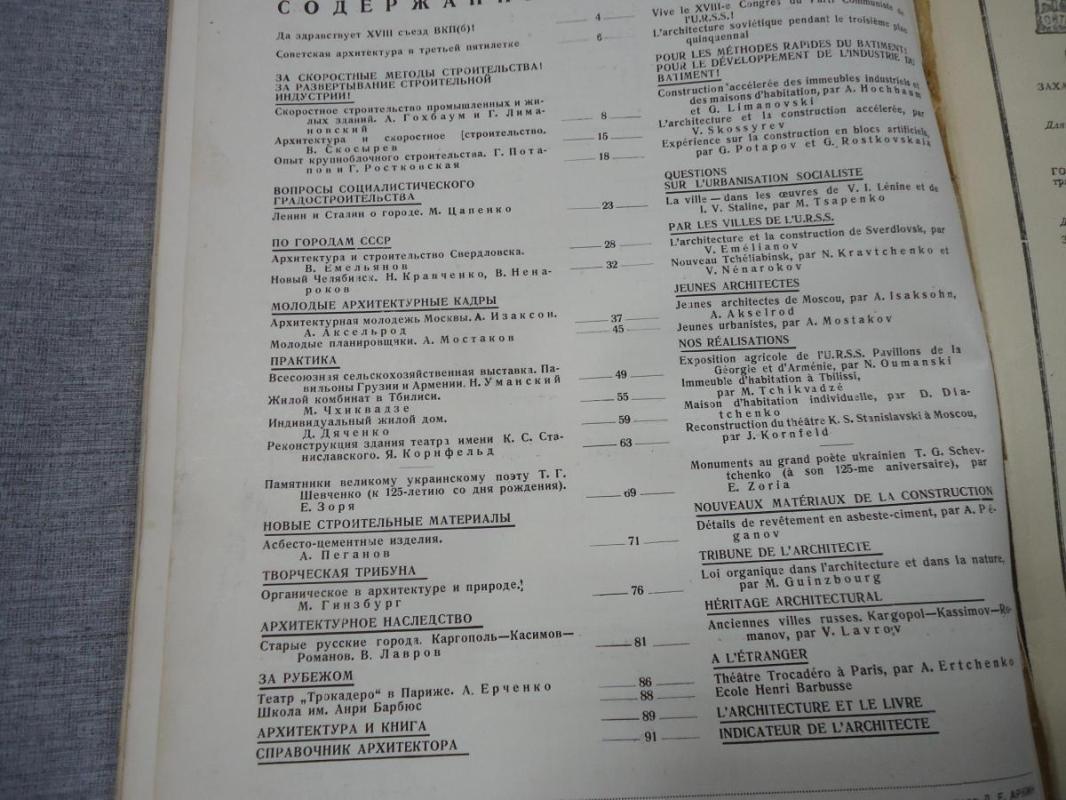 СОДЕРЖАН
Да здравствует XVIII съезд ВКП(б)!
4
Советская архитектура в третьей пятилетке
6
ЗА СКОРОСТНЫЕ МЕТОДЫ СТРОИТЕЛЬСТВА!
ЗА РАЗВЕРТЫВАНИЕ СТРОИТЕЛЬНОЙ
ИНДУСТРИИ!
Скоростное строительство промышленных и жи-
лых зданий. А. Гохбаум и Г. Лима-
новский
8
Архитектура и скоростное [строительство.
В. Скосырев
15
Опыт крупноблочного строительства. Г. Пота-
пов и Г. Ростковская
18
ВОПРОСЫ СОЦИАЛИСТИЧЕСКОГО
ГРАДОСТРОИТЕЛЬСТВА
Ленин и Сталин о городе. М. Цапенко
23
ПО ГОРОДАМ СССР
Архитектура и строительство Свердловска.
В. Емельянов
28
Новый Челябинск. Н. Кравченко, В. Нена-
роков
32
МОЛОДЫЕ АРХИТЕКТУРНЫЕ КАДРЫ
Архитектурная молодежь Москвы. А. Изаксон,
А. Аксельрод
37
Молодые планировщики. А. Мостаков
45
ПРАКТИКА
Всесоюзная сельскохозяйственная выставка. Па-
вильоны Грузии и Армении. Н. Уманский
49
Жилой комбинат в Тбилиси.
М. Чхиквадзе
55
Индивидуальный жилой дом.
Д. Дяченко
59
Реконструкция здания театра имени К. С. Ста-
ниславского. Я. Корнфельд
63
Памятники великому украинскому поэту Т. Г.
Шевченко (к 125-летию со дня рождения).
Е. Зоря
69
НОВЫЕ СТРОИТЕЛЬНЫЕ МАТЕРИАЛЫ
Асбесто-цементные изделия.
А. Пеганов
71
ТВОРЧЕСКАЯ ТРИБУНА
Органическое в архитектуре и природе.
М. Гинзбург
76
АРХИТЕКТУРНОЕ НАСЛЕДСТВО
Старые русские города. Каргополь—Касимов—
Романов. В. Лавров
81
ЗА РУБЕЖОМ
Театр „Трокадеро“ в Париже. А. Ерченко
86
Школа им. Анри Барбюс
88
АРХИТЕКТУРА И КНИГА
89
СПРАВОЧНИК АРХИТЕКТОРА
91
Vive le XVIII-e Congrès du Parti Communiste de
l'U.R.S.S.!
L'architecture soviétique pendant le troisième plan
quinquennal
POUR LES MÉTHODES RAPIDES DU BATIMENT!
POUR LE DÉVELOPPEMENT DE L'INDUSTRIE DU
BATIMENT!
Construction accélerée des immeubles industriels et
des maisons d'habitation, par A. Hochbaum
et G. Limanovski
L'architecture et la construction accélérée, par
V. Skossyrev
Expérience sur la construction en blocs artificiels,
par G. Potapov et G. Rostkovskaia
QUESTIONS
SUR L'URBANISATION SOCIALISTE
La ville — dans les œuvres de V. I. Lénine et de
I. V. Staline, par M. Tsapenko
PAR LES VILLES DE L'U.R.S.S.
L'architecture et la construction de Sverdlovsk, par
V. Emélianov
Nouveau Tchéliabinsk, par N. Kravtchenko et
V. Nénarokov
JEUNES ARCHITECTES
Jeunes architectes de Moscou, par A. Isaksohn,
A. Akselrod
Jeunes urbanistes, par A. Mostakov
NOS RÉALISATIONS
Exposition agricole de l'U.R.S.S. Pavillons de la
Géorgie et d'Arménie, par N. Oumanski
Immeuble d'habitation à Tbilissi,
par M. Tchikvadzé
Maison d'habitation individuelle, par D. Dia-
tchenko
Reconstruction du théâtre K. S. Stanislavski à Moscou,
par J. Kornfeld
Monuments au grand poète ukrainien T. G. Schev-
tchenko (à son 125-me aniversaire), par
E. Zoria
NOUVEAUX MATÉRIAUX DE LA CONSTRUCTION
Détails de revêtement en asbeste-ciment, par A. Pé-
ganov
TRIBUNE DE L'ARCHITECTE
Loi organique dans l'architecture et dans la nature,
par M. Guinzbourg
HÉRITAGE ARCHITECTURAL
Anciennes villes russes. Kargopol—Kassimov—Ro-
manov, par V. Lavrov
A L'ÉTRANGER
Théâtre Trocadéro à Paris, par A. Ertchenko
Ecole Henri Barbusse
L'ARCHITECTURE ET LE LIVRE
INDICATEUR DE L'ARCHITECTE
ЗАХА
Для
ГО
тра